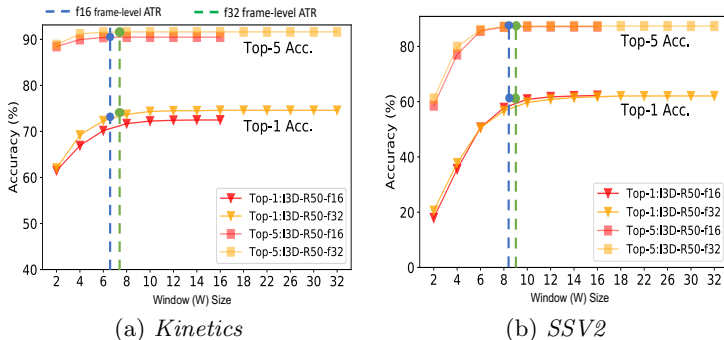 f16 frame-level ATR f32 frame-level ATR
90
80
70
60
50
40
Accuracy (%)
Top-5 Acc.
Top-1 Acc.
Top-1:I3D-R50-f16
Top-1:I3D-R50-f32
Top-5:I3D-R50-f16
Top-5:I3D-R50-f32
2 4 6 8 10 12 14 16 18 22 26 28 30 32
Window (W) Size
(a) Kinetics
80
60
40
20
0
Accuracy (%)
Top-5 Acc.
Top-1 Acc.
Top-1:I3D-R50-f16
Top-1:I3D-R50-f32
Top-5:I3D-R50-f16
Top-5:I3D-R50-f32
2 4 6 8 10 12 14 16 18 22 26 28 30 32
Window (W) Size
(b) SSV2